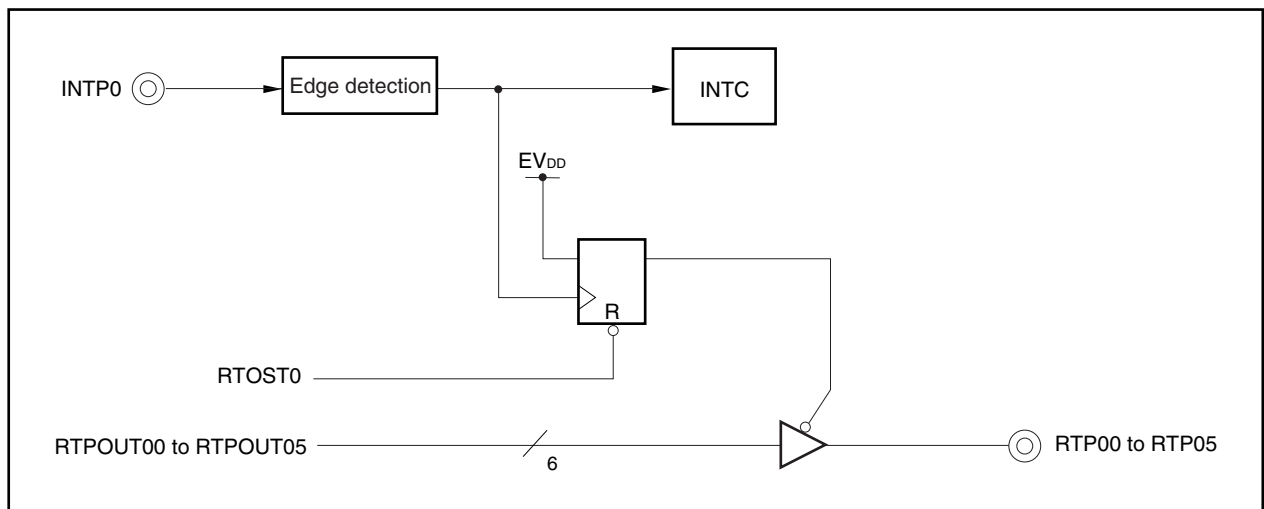 INTP0
Edge detection
INTC
EVDD
R
RTOST0
RTPOUT00 to RTPOUT05
6
RTP00 to RTP05